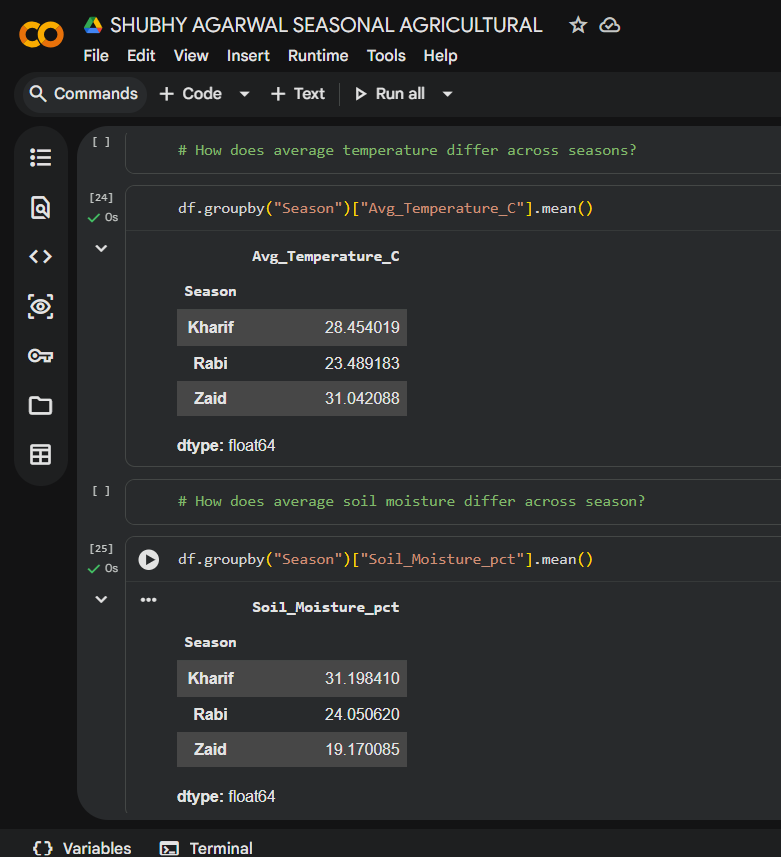 SHUBHY AGARWAL SEASONAL AGRICULTURAL
File Edit View Insert Runtime Tools Help
Commands + Code + Text Run all
[ ]
# How does average temperature differ across seasons?
[24]
0s
df.groupby("Season")["Avg_Temperature_C"].mean()
Avg_Temperature_C
Season
Kharif 28.454019
Rabi 23.489183
Zaid 31.042088
dtype: float64
[ ]
# How does average soil moisture differ across season?
[25]
0s
df.groupby("Season")["Soil_Moisture_pct"].mean()
Soil_Moisture_pct
Season
Kharif 31.198410
Rabi 24.050620
Zaid 19.170085
dtype: float64
Variables Terminal